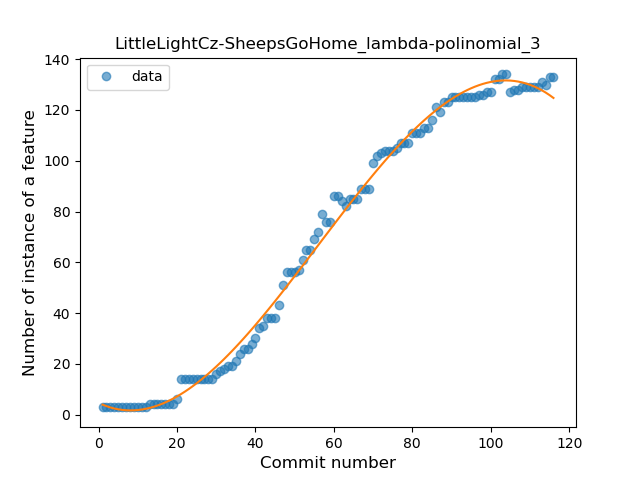 LittleLightCz-SheepsGoHome_lambda-polinomial_3
data
Number of instance of a feature
140
120
100
80
60
40
20
0
0 20 40 60 80 100 120
Commit number